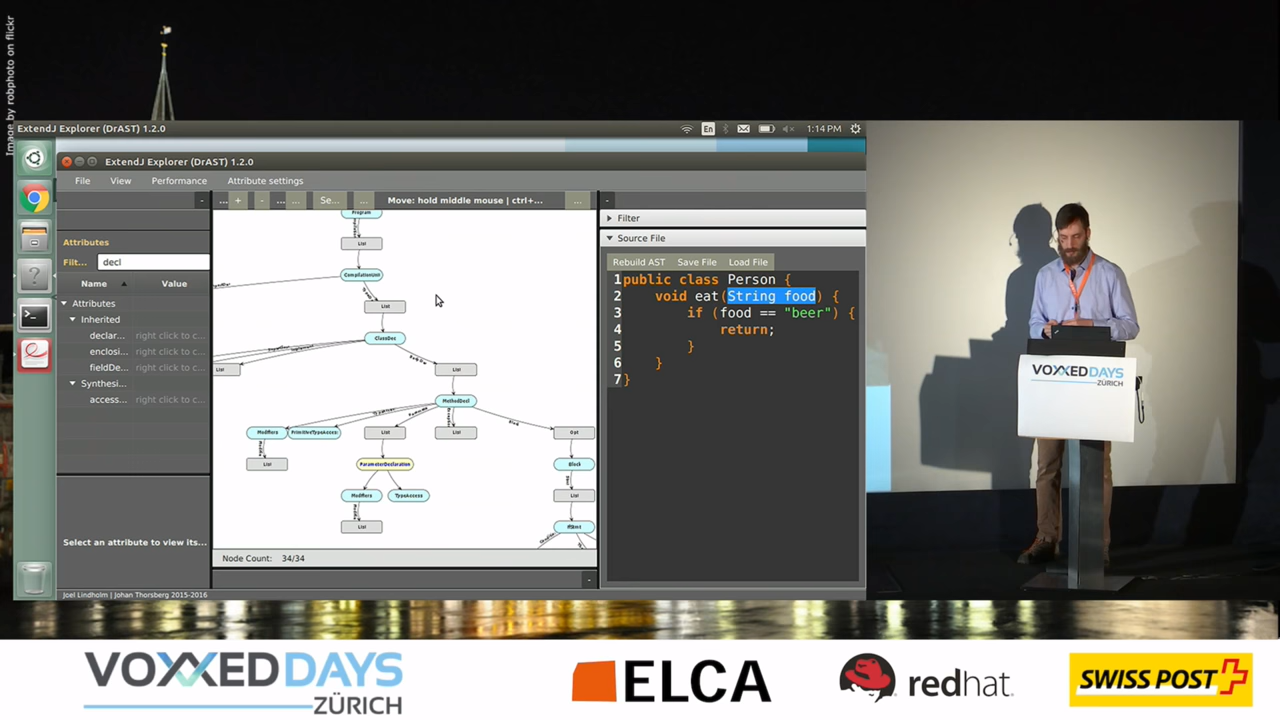 Image by robphoto on flickr
ExtendJ Explorer (DrAST) 1.2.0
En
1:14 PM
ExtendJ Explorer (DrAST) 1.2.0
File View Performance Attribute settings
- ... + - ... ... Se... ... Move: hold middle mouse | ctrl+... ... -
Filter
Attributes
Filt... decl
Name Value
Attributes
Inherited
declar... right click to c...
enclosi... right click to c...
fieldDe... right click to c...
Synthesi...
access... right click to c...
Select an attribute to view its...
Program
List
CompilationUnit
List
ClassDecl
List
List
MethodDecl
Modifiers PrimitiveTypeAccess List List Opt
List ParameterDeclaration Block
Modifiers TypeAccess List
List IfStmt
Node Count: 34/34
-
Source File
Rebuild AST Save File Load File
1 public class Person {
2 void eat(String food) {
3 if (food == "beer") {
4 return;
5 }
6 }
7 }
Joel Lindholm | Johan Thorsberg 2015-2016
VOXXEDDAYS
ZÜRICH
VOXXEDDAYS
ZÜRICH
ELCA
redhat.
SWISS POST